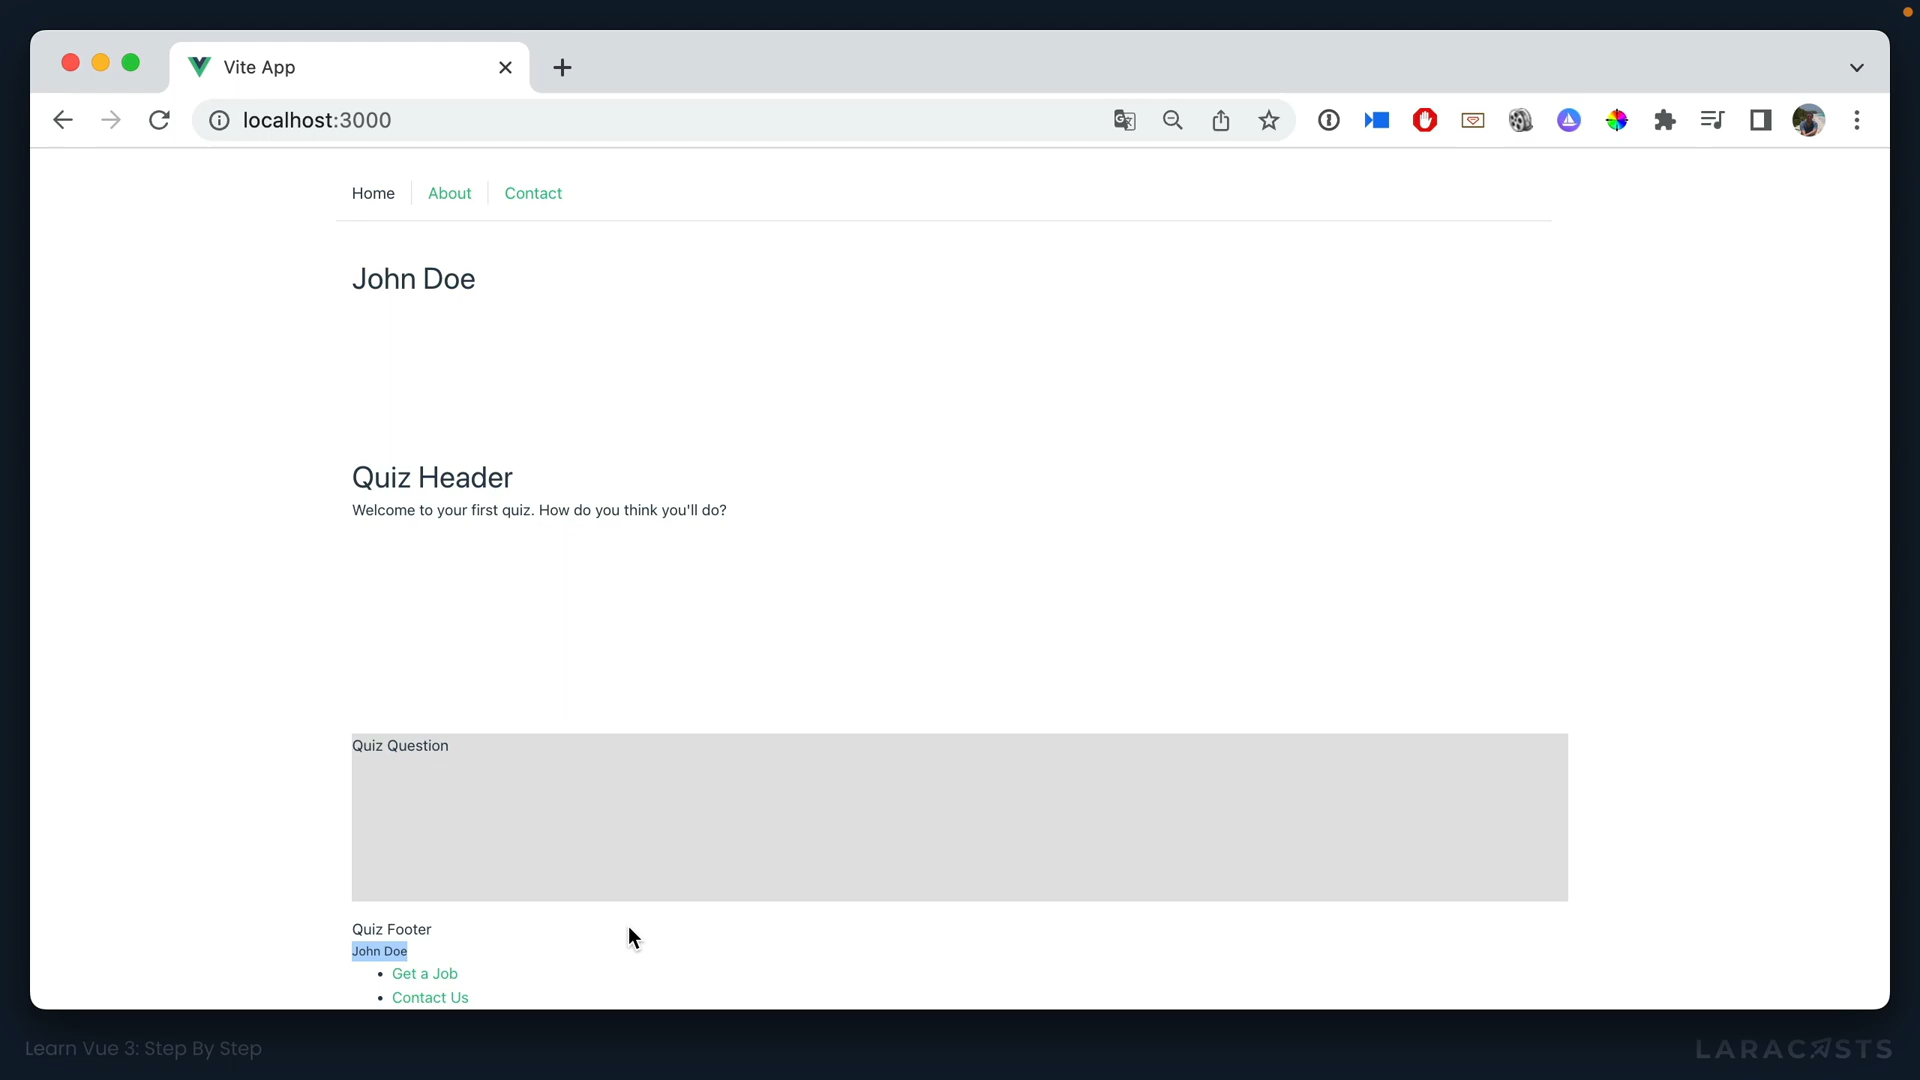 Vite App
localhost:3000
Home About Contact
John Doe
Quiz Header
Welcome to your first quiz. How do you think you'll do?
Quiz Question
Quiz Footer
John Doe
Get a Job
Contact Us
Learn Vue 3: Step By Step
LARACASTS